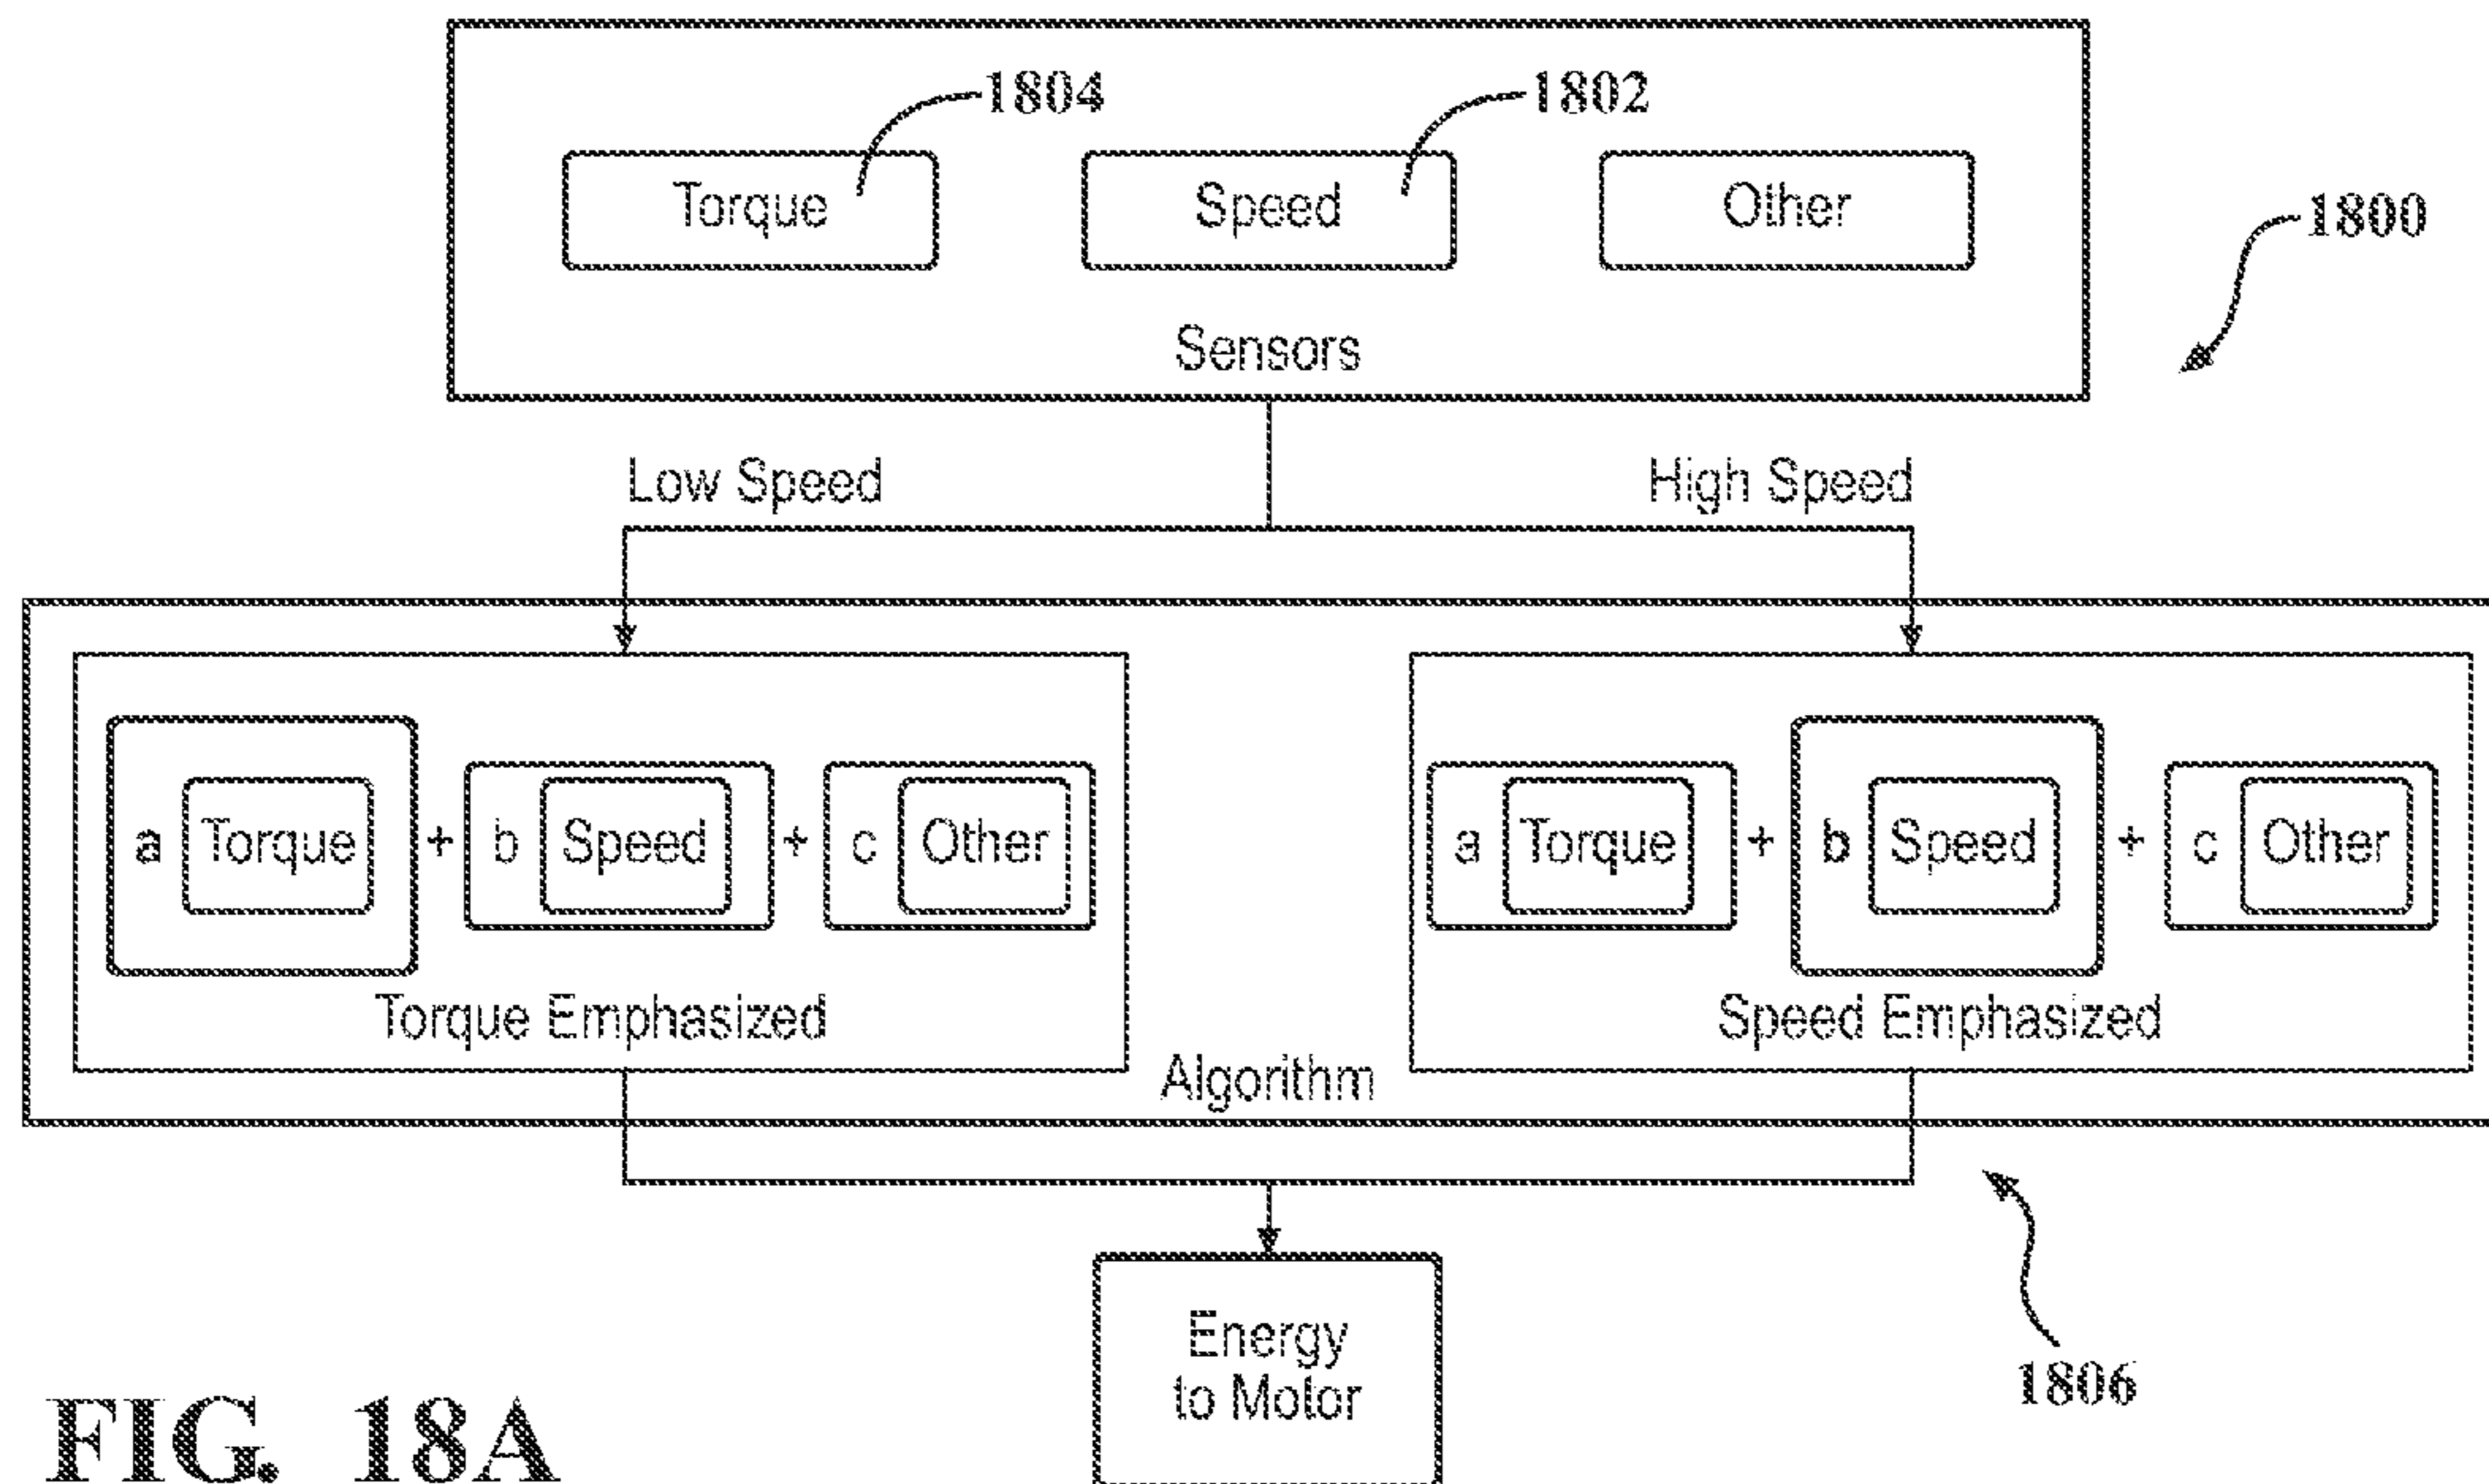 1804
1802
Torque
Speed
Other
1800
Sensors
Low Speed
High Speed
a Torque + b Speed + c Other
a Torque + b Speed + c Other
Torque Emphasized
Speed Emphasized
Algorithm
Energy
to Motor
1806
FIG. 18A